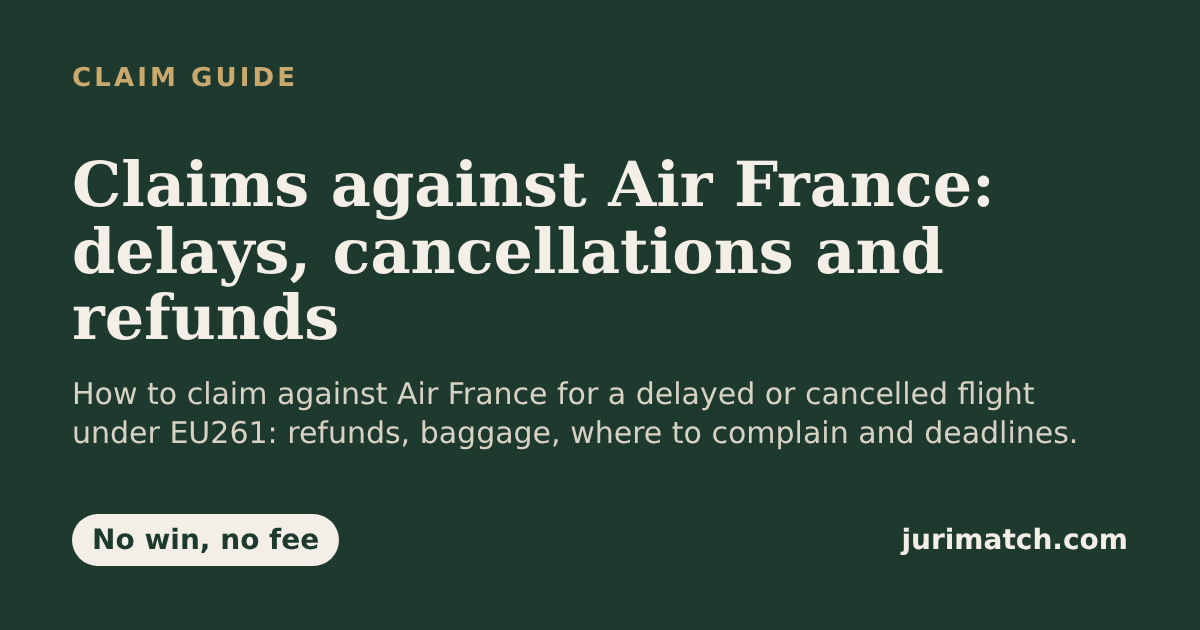 CLAIM GUIDE
Claims against Air France:
delays, cancellations and
refunds
How to claim against Air France for a delayed or cancelled flight
under EU261: refunds, baggage, where to complain and deadlines.
No win, no fee
jurimatch.com